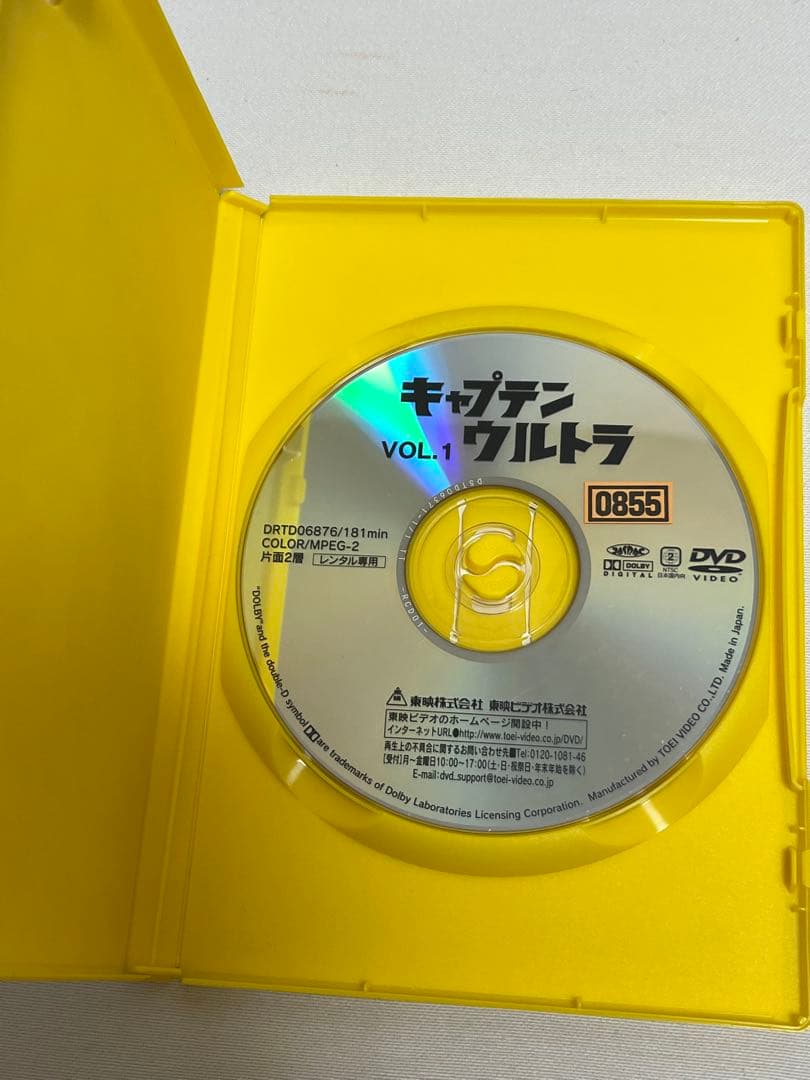 キャプテン
ウルトラ
VOL.1
0855
DRTD06876/181min
COLOR/MPEG-2
片面2層 レンタル専用
DOLBY
DIGITAL
2
NTSC
日本国内向
DVD
VIDEO
-RCD01-
東映株式会社 東映ビデオ株式会社
東映ビデオのホームページ開設中!
インターネットURL●http://www.toei-video.co.jp/DVD/
再生上の不具合に関するお問い合わせ先■Tel:0120-1081-46
[受付]月~金曜日10:00~17:00(土・日・祝祭日・年末年始を除く)
E-mail:dvd_support@toei-video.co.jp
"DOLBY" and the double-D symbol are trademarks of Dolby Laboratories Licensing Corporation. Manufactured by TOEI VIDEO CO.,LTD. Made in Japan.